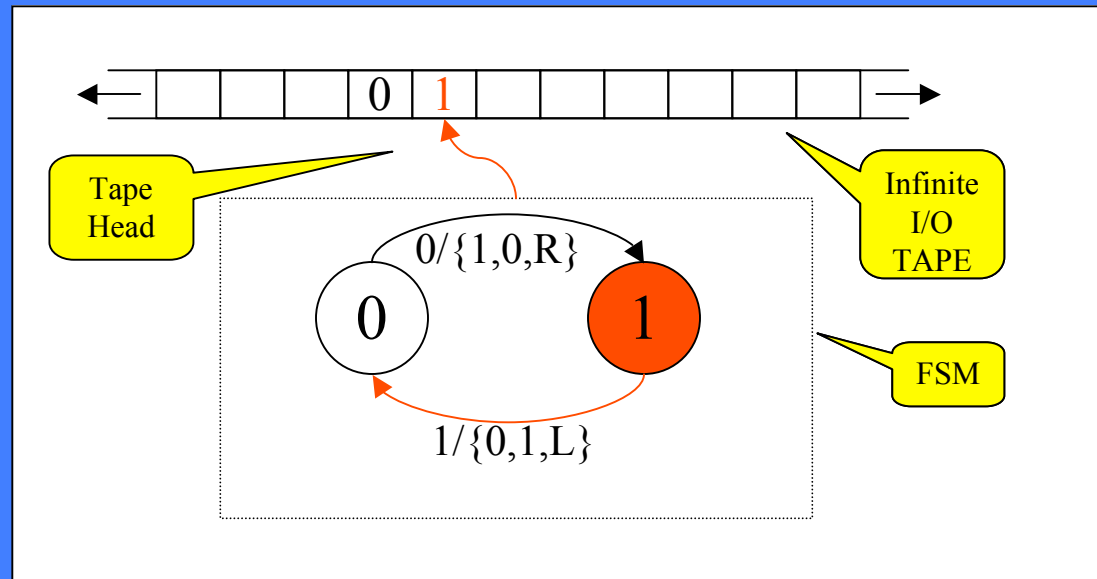 0 1
Tape
Head
Infinite
I/O
TAPE
0/{1,0,R}
0
1
FSM
1/{0,1,L}